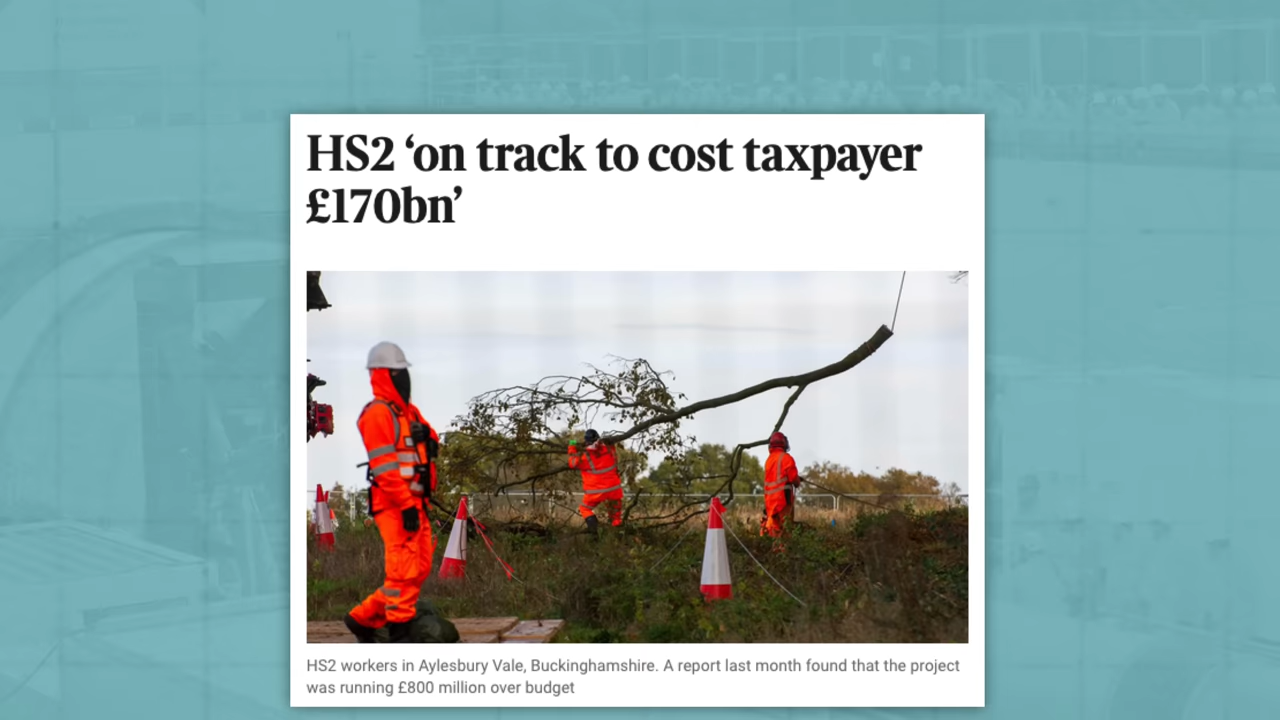 HS2 ‘on track to cost taxpayer
£170bn’
HS2 workers in Aylesbury Vale, Buckinghamshire. A report last month found that the project
was running £800 million over budget